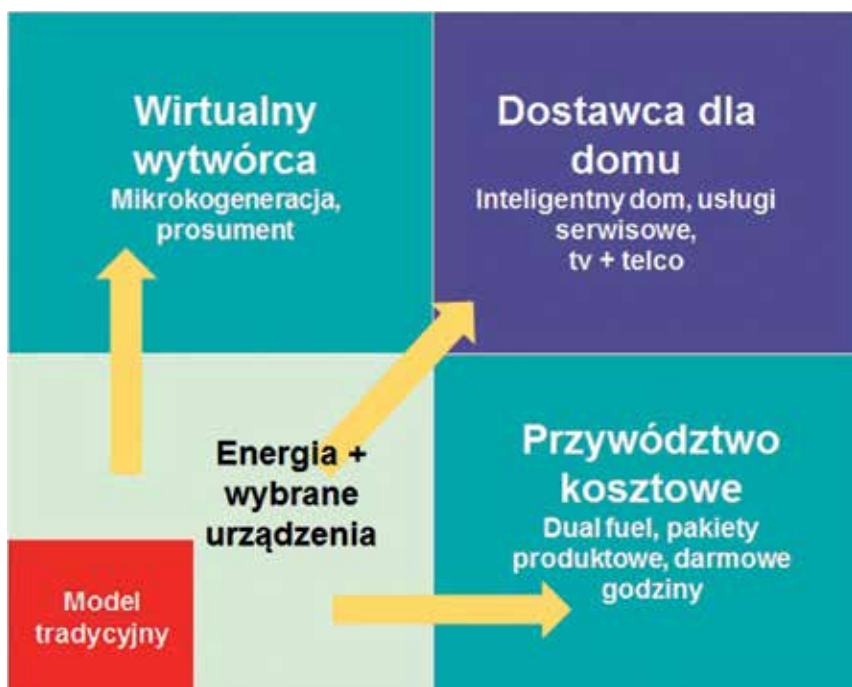 Wirtualny
wytwórca
Mikrokogeneracja,
prosument
Dostawca dla
domu
Inteligentny dom, usługi
serwisowe,
tv + telco
Energia +
wybrane
urządzenia
Przywództwo
kosztowe
Dual fuel, pakiety
produktowe, darmowe
godziny
Model
tradycyjny